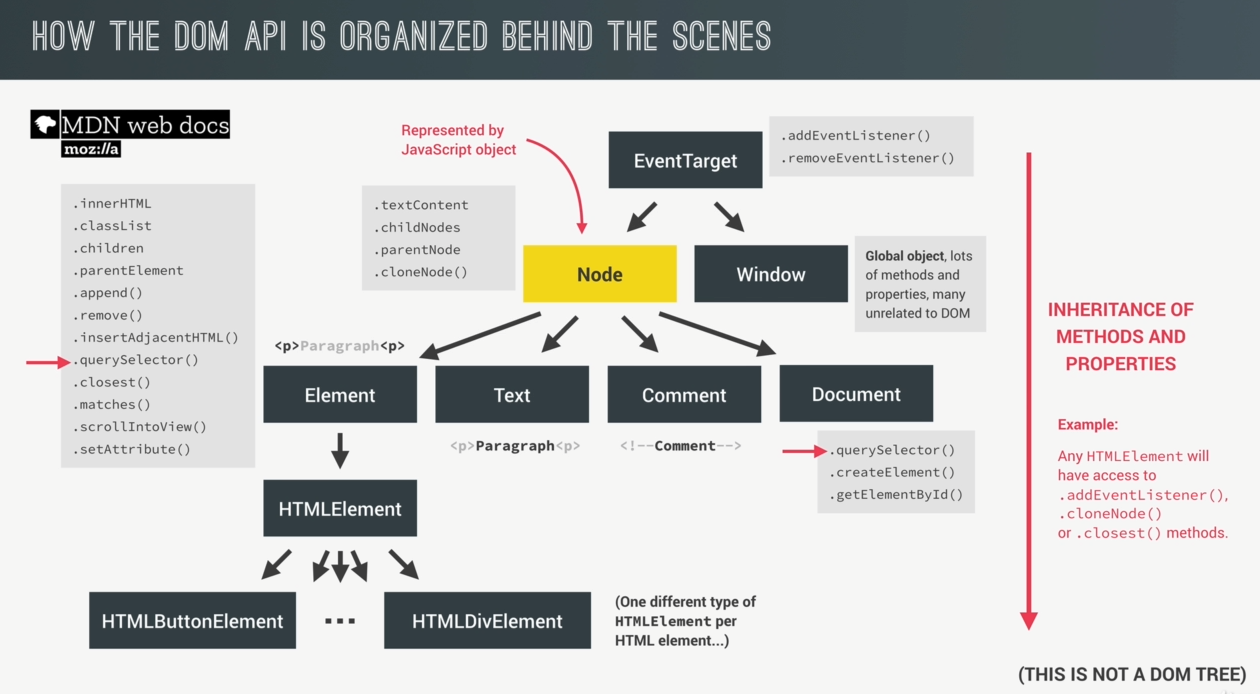 HOW THE DOM API IS ORGANIZED BEHIND THE SCENES
MDN web docs
moz://a
Represented by
JavaScript object
EventTarget
.addEventListener()
.removeEventListener()
.innerHTML
.classList
.children
.parentElement
.append()
.remove()
.insertAdjacentHTML()
.querySelector()
.closest()
.matches()
.scrollIntoView()
.setAttribute()
.textContent
.childNodes
.parentNode
.cloneNode()
Node
Window
Global object, lots
of methods and
properties, many
unrelated to DOM
<p>Paragraph<p>
Element
Text
Comment
Document
<p>Paragraph<p>
<!--Comment-->
.querySelector()
.createElement()
.getElementById()
HTMLElement
HTMLButtonElement
...
HTMLDivElement
(One different type of
HTMLElement per
HTML element...)
INHERITANCE OF
METHODS AND
PROPERTIES
Example:
Any HTMLElement will
have access to
.addEventListener(),
.cloneNode()
or .closest() methods.
(THIS IS NOT A DOM TREE)